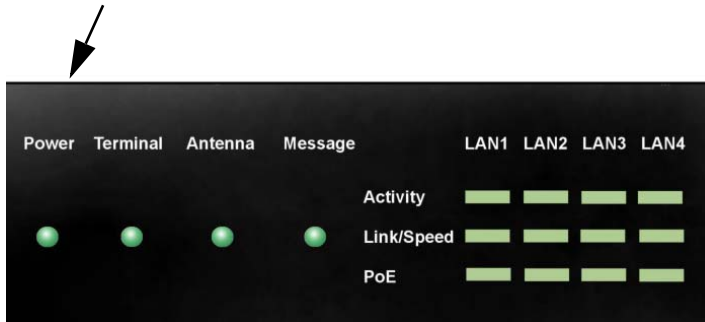 Power Terminal Antenna Message LAN1 LAN2 LAN3 LAN4
Activity
Link/Speed
PoE